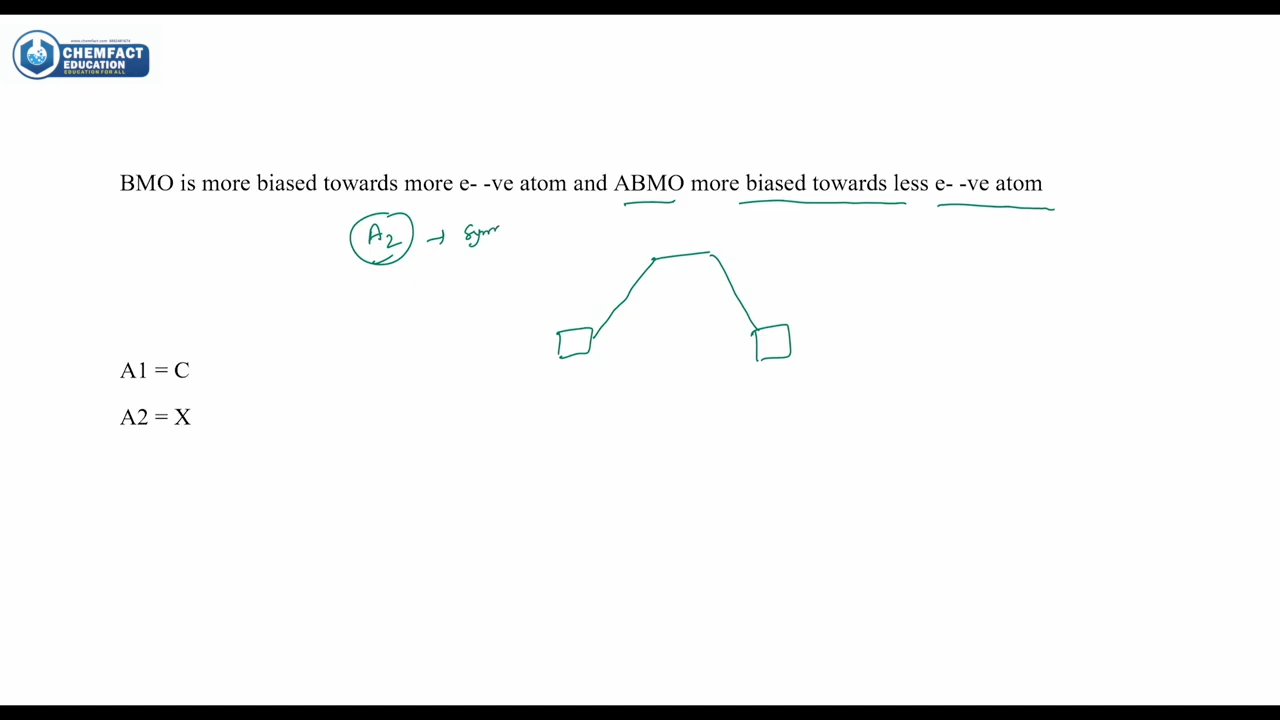 CHEMFACT
EDUCATION
EDUCATION FOR ALL
BMO is more biased towards more e- -ve atom and ABMO more biased towards less e- -ve atom
A2 → Sym
A1 = C
A2 = X